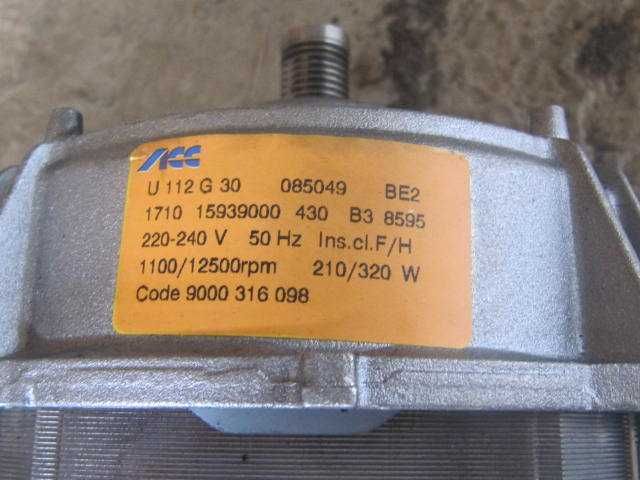 ACC
U 112 G 30 085049 BE2
1710 15939000 430 B3 8595
220-240 V 50 Hz Ins.cl.F/H
1100/12500rpm 210/320 W
Code 9000 316 098